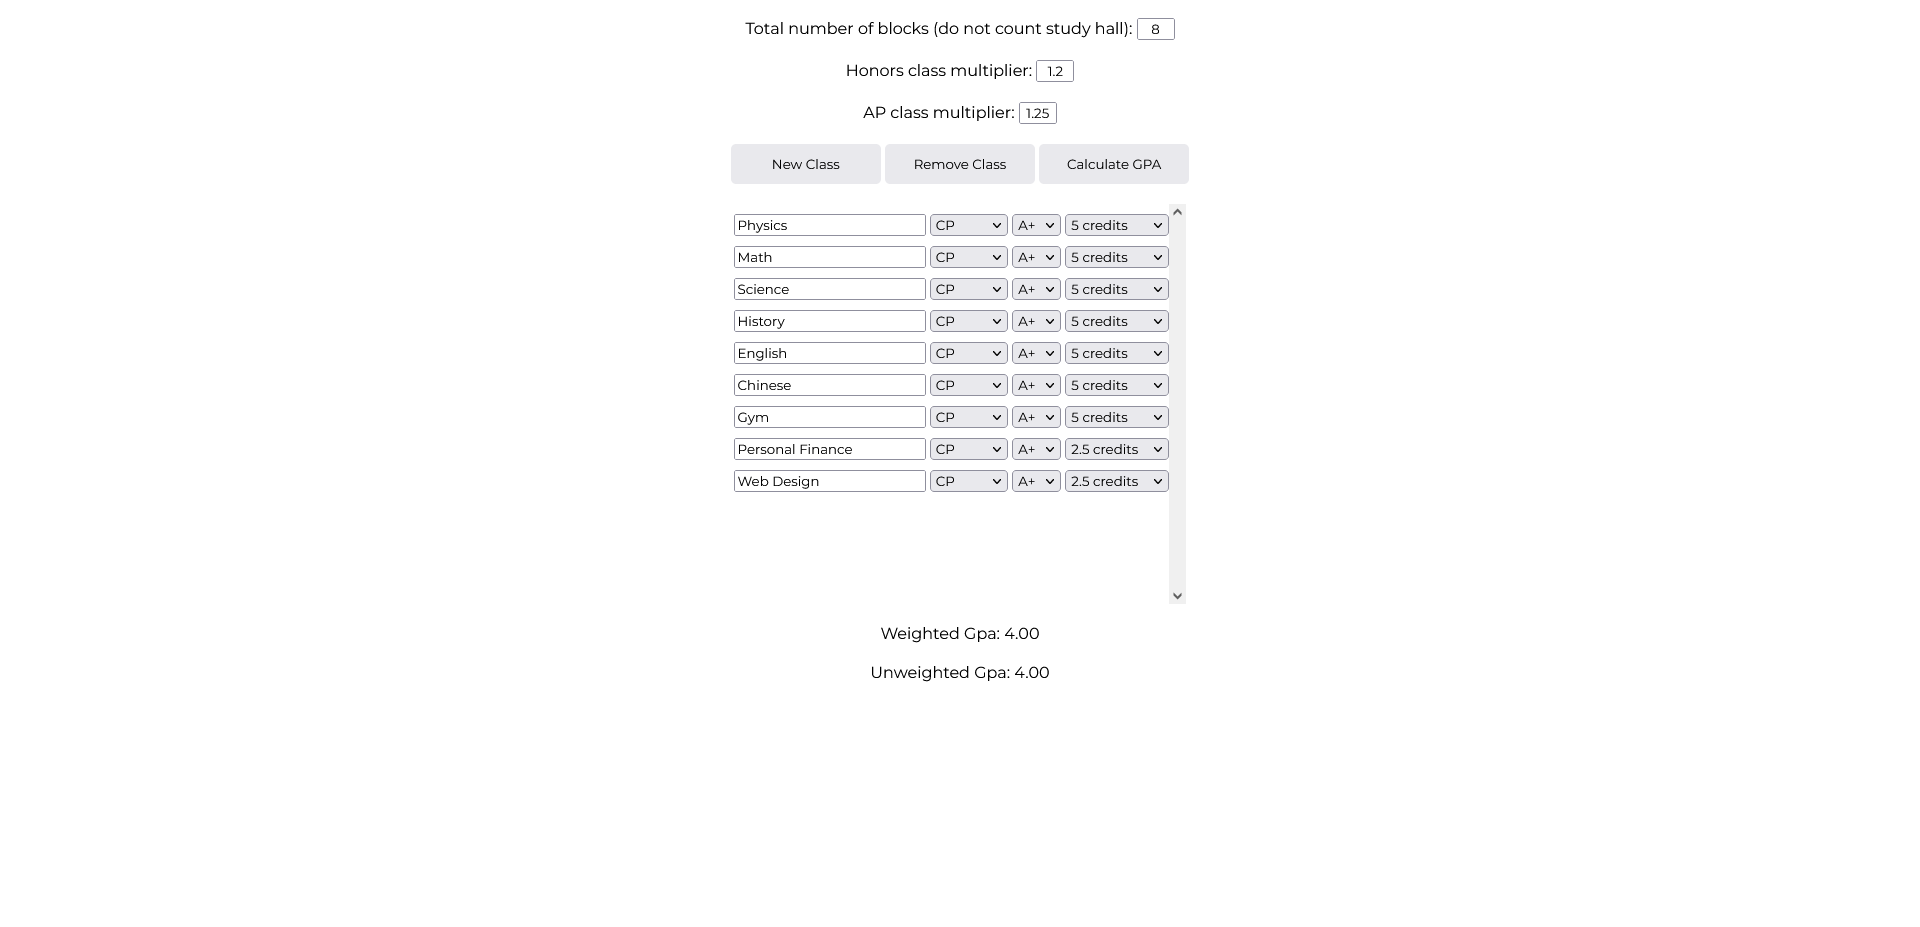 Total number of blocks (do not count study hall): 8
Honors class multiplier: 1.2
AP class multiplier: 1.25
New Class Remove Class Calculate GPA
Physics CP A+ 5 credits
Math CP A+ 5 credits
Science CP A+ 5 credits
History CP A+ 5 credits
English CP A+ 5 credits
Chinese CP A+ 5 credits
Gym CP A+ 5 credits
Personal Finance CP A+ 2.5 credits
Web Design CP A+ 2.5 credits
Weighted Gpa: 4.00
Unweighted Gpa: 4.00